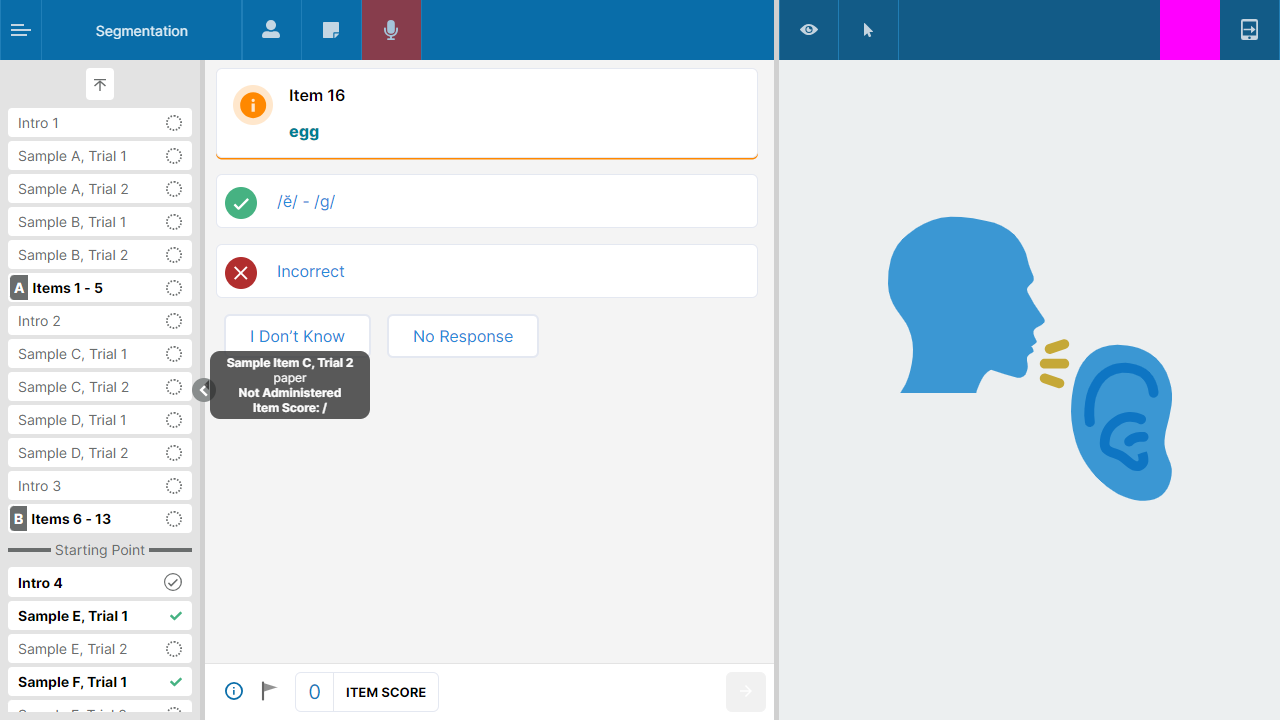 Segmentation
Intro 1
Sample A, Trial 1
Sample A, Trial 2
Sample B, Trial 1
Sample B, Trial 2
A Items 1 - 5
Intro 2
Sample C, Trial 1
Sample C, Trial 2
Sample D, Trial 1
Sample D, Trial 2
Intro 3
B Items 6 - 13
Starting Point
Intro 4
Sample E, Trial 1
Sample E, Trial 2
Sample F, Trial 1
Item 16
egg
/ĕ/ - /g/
Incorrect
I Don’t Know
No Response
Sample Item C, Trial 2
paper
Not Administered
Item Score: /
0 ITEM SCORE